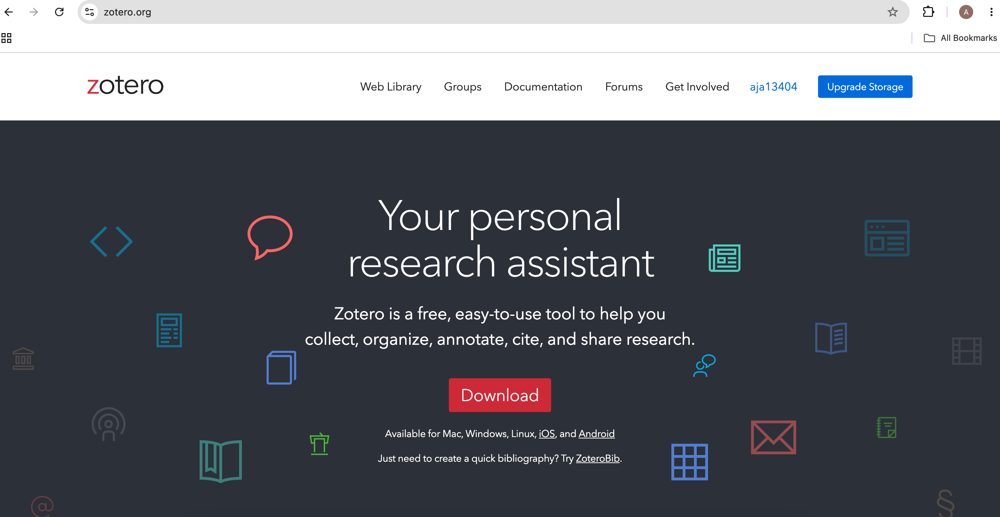 zotero.org
A
All Bookmarks
zotero
Web Library
Groups
Documentation
Forums
Get Involved
aja13404
Upgrade Storage
Your personal
research assistant
Zotero is a free, easy-to-use tool to help you
collect, organize, annotate, cite, and share research.
Download
Available for Mac, Windows, Linux, iOS, and Android
Just need to create a quick bibliography? Try ZoteroBib.
@
§